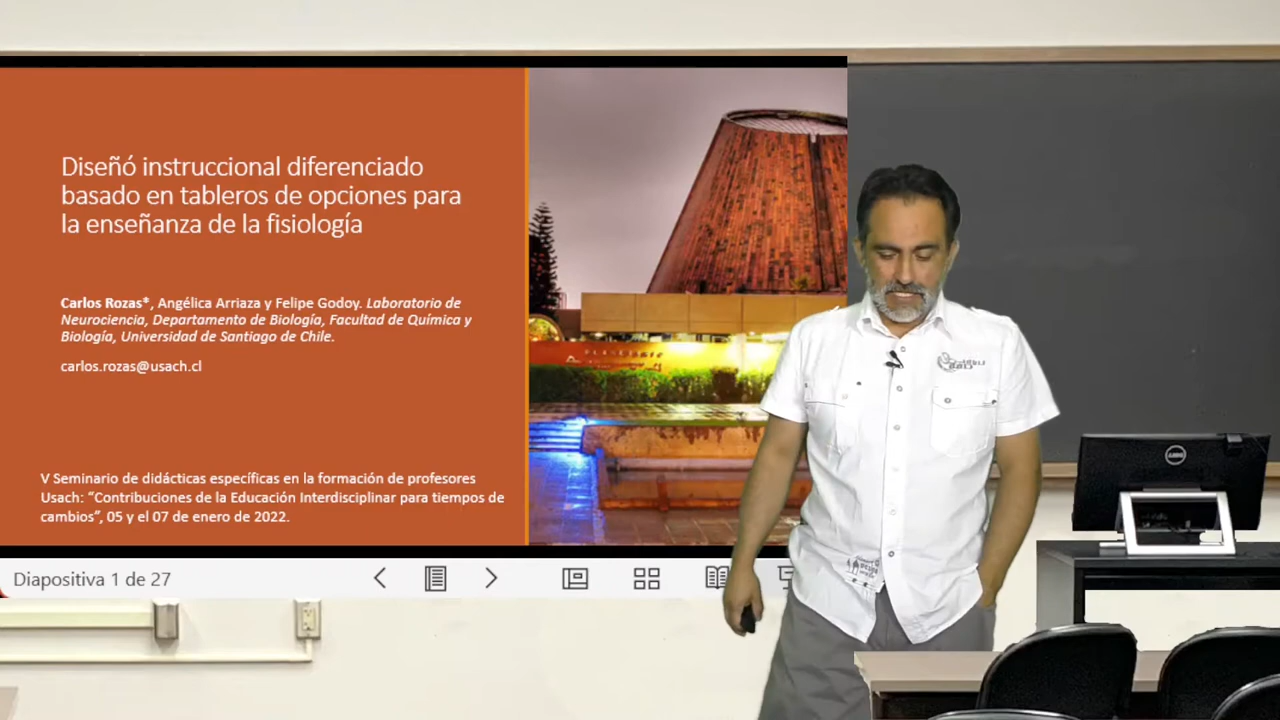 Diseñó instruccional diferenciado
basado en tableros de opciones para
la enseñanza de la fisiología
Carlos Rozas*, Angélica Arriaza y Felipe Godoy. Laboratorio de
Neurociencia, Departamento de Biología, Facultad de Química y
Biología, Universidad de Santiago de Chile.
carlos.rozas@usach.cl
V Seminario de didácticas específicas en la formación de profesores
Usach: “Contribuciones de la Educación Interdisciplinar para tiempos de
cambios”, 05 y el 07 de enero de 2022.
Diapositiva 1 de 27
DELL